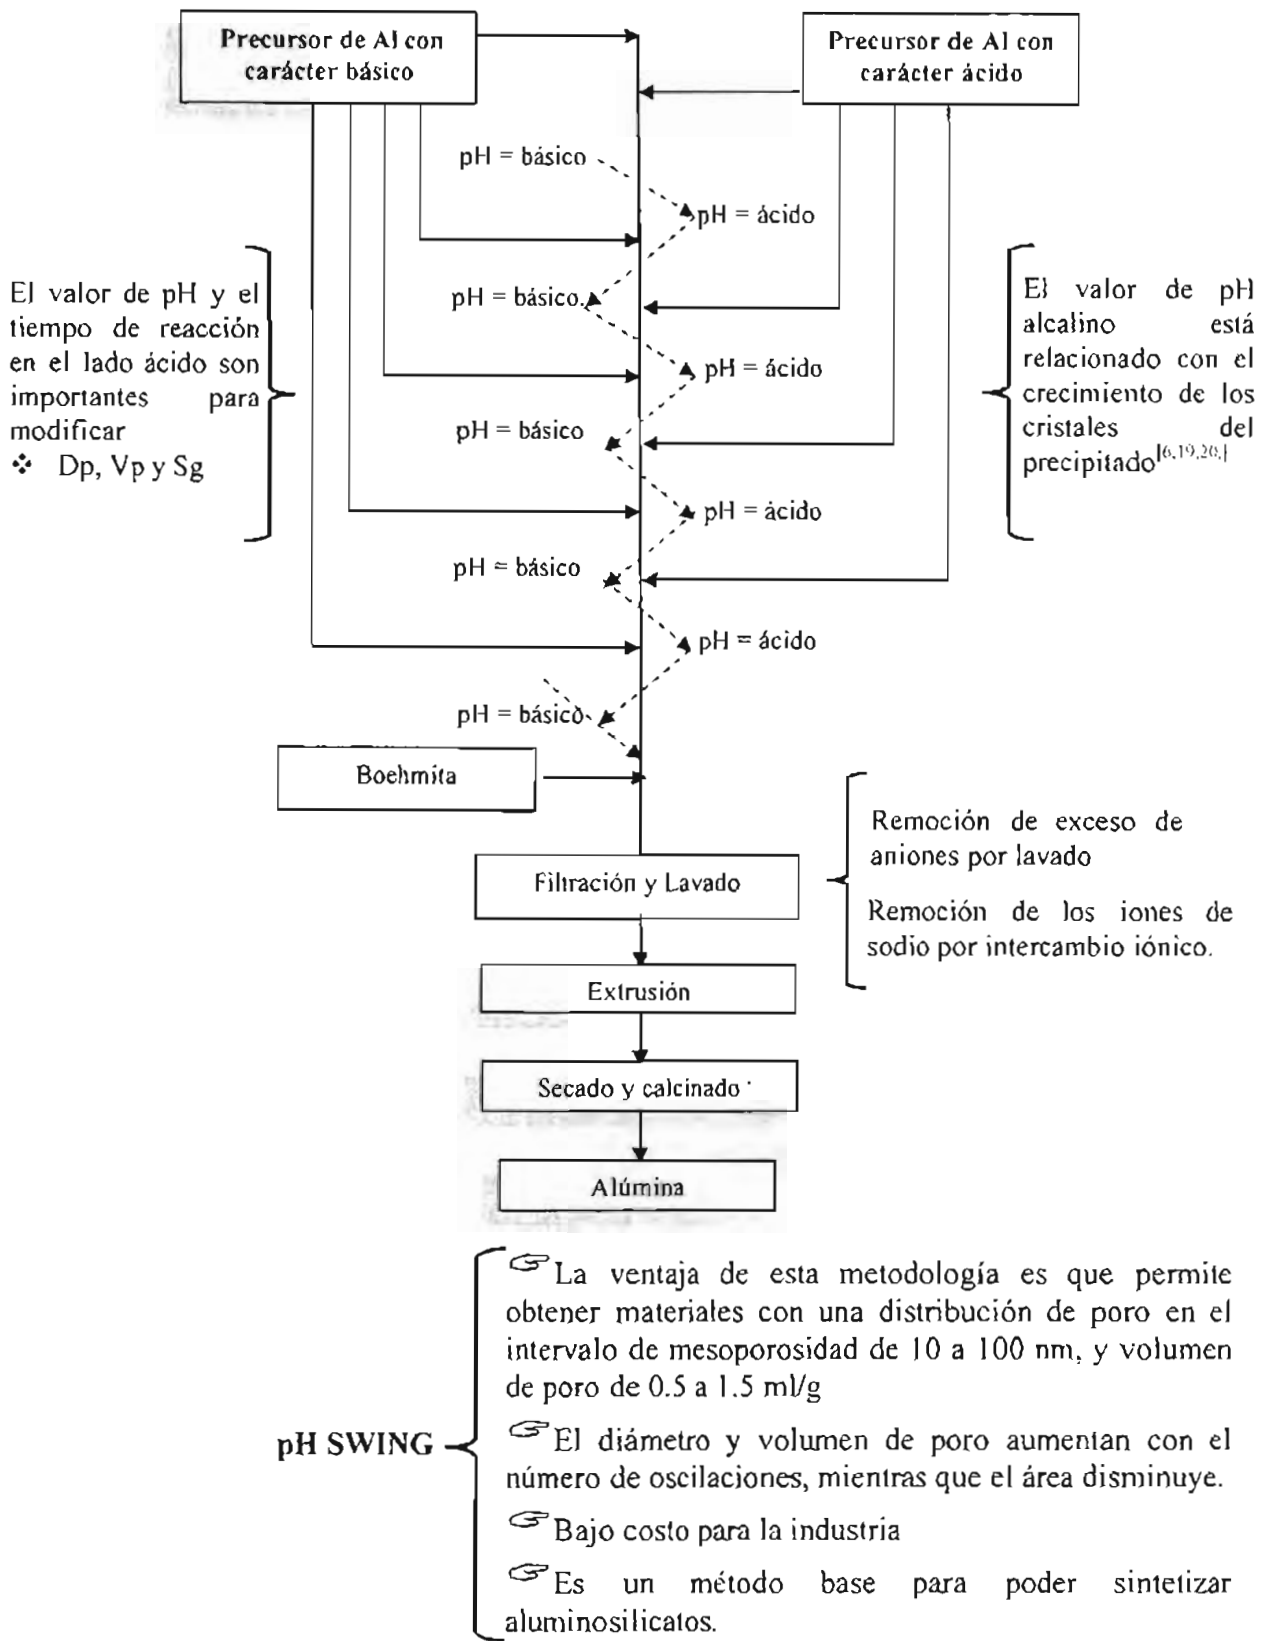 Precursor de Al con
carácter básico
Precursor de Al con
carácter ácido
pH = básico
pH = ácido
pH = básico
pH = ácido
pH = básico
pH = ácido
pH = básico
pH = ácido
pH = básico
El valor de pH y el
tiempo de reacción
en el lado ácido son
importantes para
modificar
❖ Dp, Vp y Sg
El valor de pH
alcalino está
relacionado con el
crecimiento de los
cristales del
precipitado[6,19,20,]
Boehmita
Filtración y Lavado
Remoción de exceso de
aniones por lavado
Remoción de los iones de
sodio por intercambio iónico.
Extrusión
Secado y calcinado
Alúmina
pH SWING
☞ La ventaja de esta metodología es que permite
obtener materiales con una distribución de poro en el
intervalo de mesoporosidad de 10 a 100 nm, y volumen
de poro de 0.5 a 1.5 ml/g
☞ El diámetro y volumen de poro aumentan con el
número de oscilaciones, mientras que el área disminuye.
☞ Bajo costo para la industria
☞ Es un método base para poder sintetizar
aluminosilicatos.